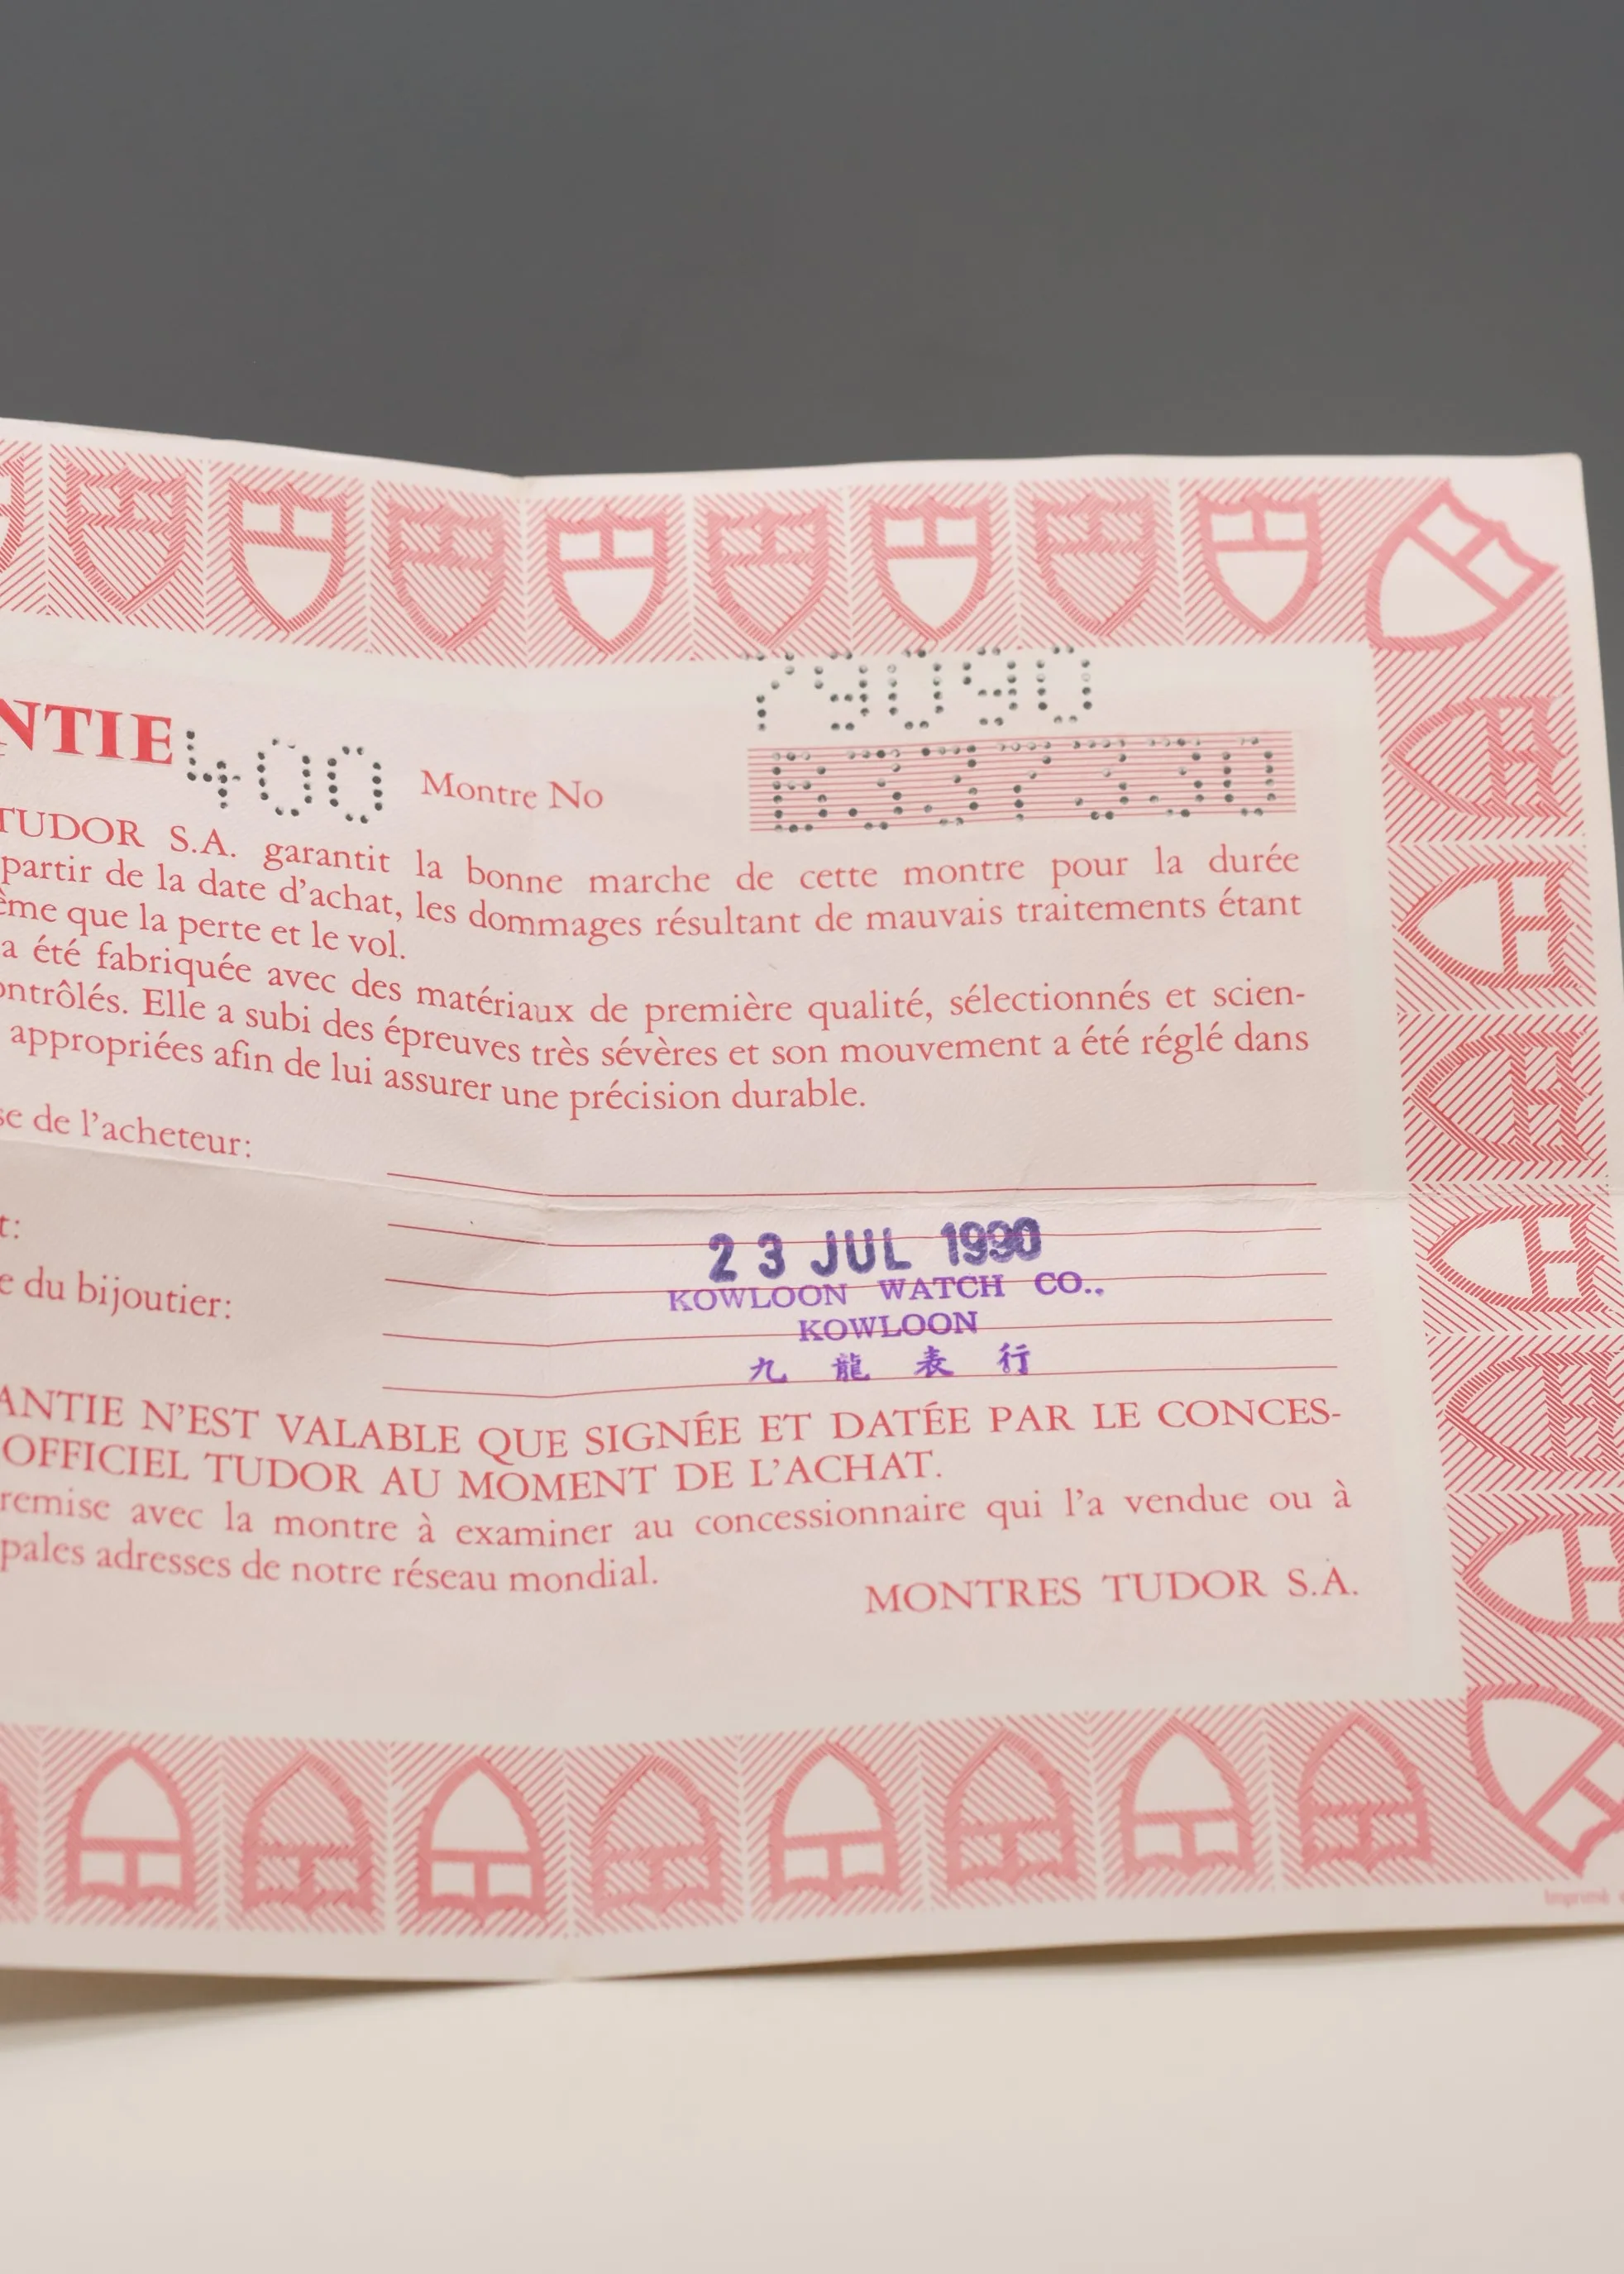 79090
NTIE 400 Montre No B337330
TUDOR S.A. garantit la bonne marche de cette montre pour la durée
partir de la date d'achat, les dommages résultant de mauvais traitements étant
ême que la perte et le vol.
a été fabriquée avec des matériaux de première qualité, sélectionnés et scien-
ontrôlés. Elle a subi des épreuves très sévères et son mouvement a été réglé dans
appropriées afin de lui assurer une précision durable.
se de l'acheteur:
t: 23 JUL 1990
e du bijoutier: KOWLOON WATCH CO.,
KOWLOON
九龍表行
ANTIE N'EST VALABLE QUE SIGNÉE ET DATÉE PAR LE CONCES-
OFFICIEL TUDOR AU MOMENT DE L'ACHAT.
remise avec la montre à examiner au concessionnaire qui l'a vendue ou à
pales adresses de notre réseau mondial.
MONTRES TUDOR S.A.
Imprimé